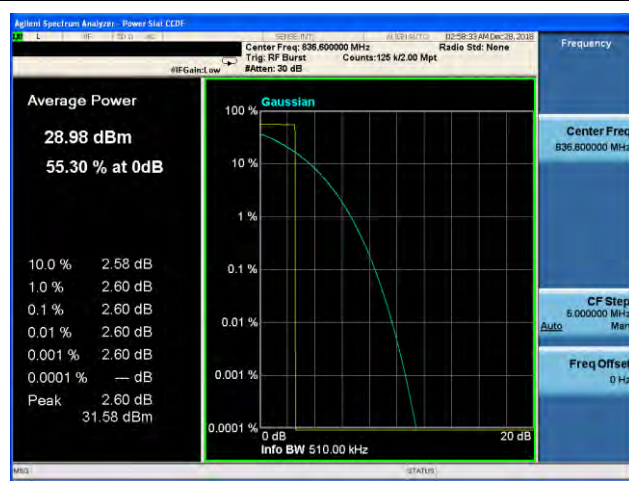 Agilent Spectrum Analyzer - Power Stat CCDF
L RF 50 Ω AC SENSE:INT ALIGN AUTO 02:58:33 AM Dec 28, 2018
Center Freq: 836.600000 MHz Radio Std: None
Trig: RF Burst Counts:125 k/2.00 Mpt
#IFGain:Low #Atten: 30 dB
Frequency
Average Power
28.98 dBm
55.30 % at 0dB
10.0 % 2.58 dB
1.0 % 2.60 dB
0.1 % 2.60 dB
0.01 % 2.60 dB
0.001 % 2.60 dB
0.0001 % — dB
Peak 2.60 dB
31.58 dBm
Gaussian
100 %
10 %
1 %
0.1 %
0.01 %
0.001 %
0.0001 %
0 dB 20 dB
Info BW 510.00 kHz
Center Freq
836.600000 MHz
CF Step
5.000000 MHz
Auto Man
Freq Offset
0 Hz
MSG STATUS